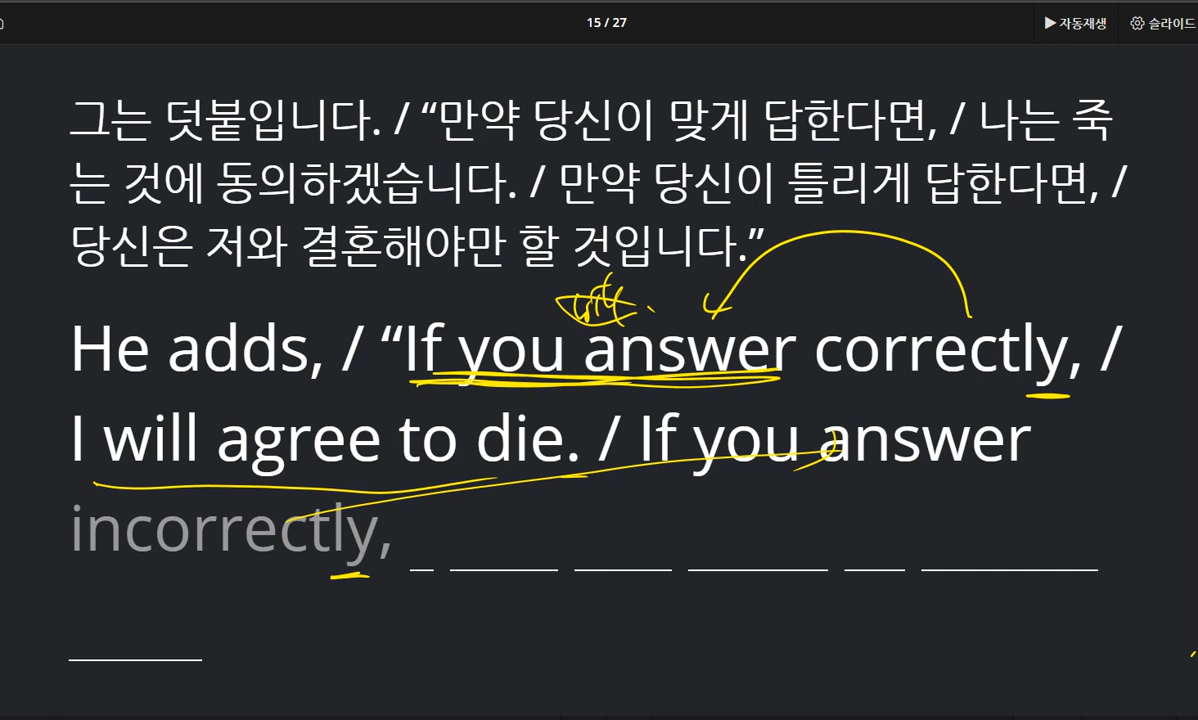 15 / 27
▶ 자동재생
슬라이드
그는 덧붙입니다. / “만약 당신이 맞게 답한다면, / 나는 죽
는 것에 동의하겠습니다. / 만약 당신이 틀리게 답한다면, /
당신은 저와 결혼해야만 할 것입니다.”
He adds, / “If you answer correctly, /
I will agree to die. / If you answer
incorrectly,